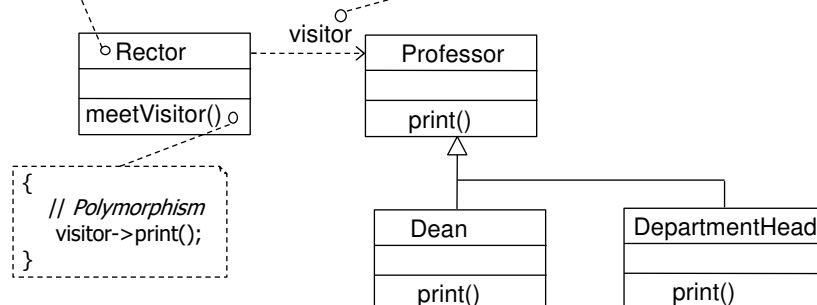 visitor
Rector
meetVisitor()
{
// Polymorphism
visitor->print();
}
Professor
print()
Dean
print()
DepartmentHead
print()